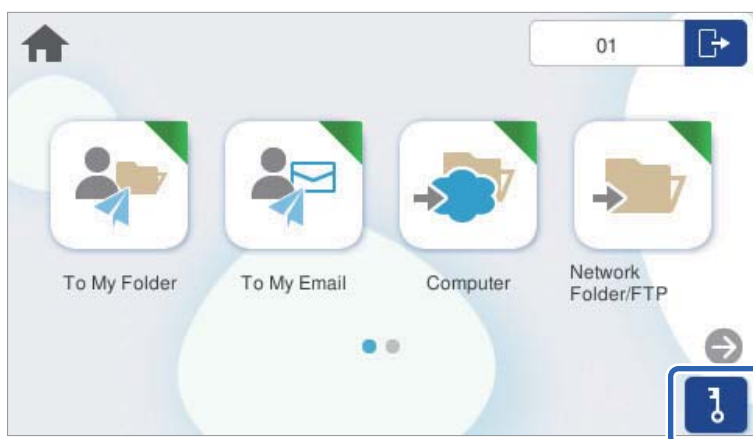 01
To My Folder
To My Email
Computer
Network
Folder/FTP